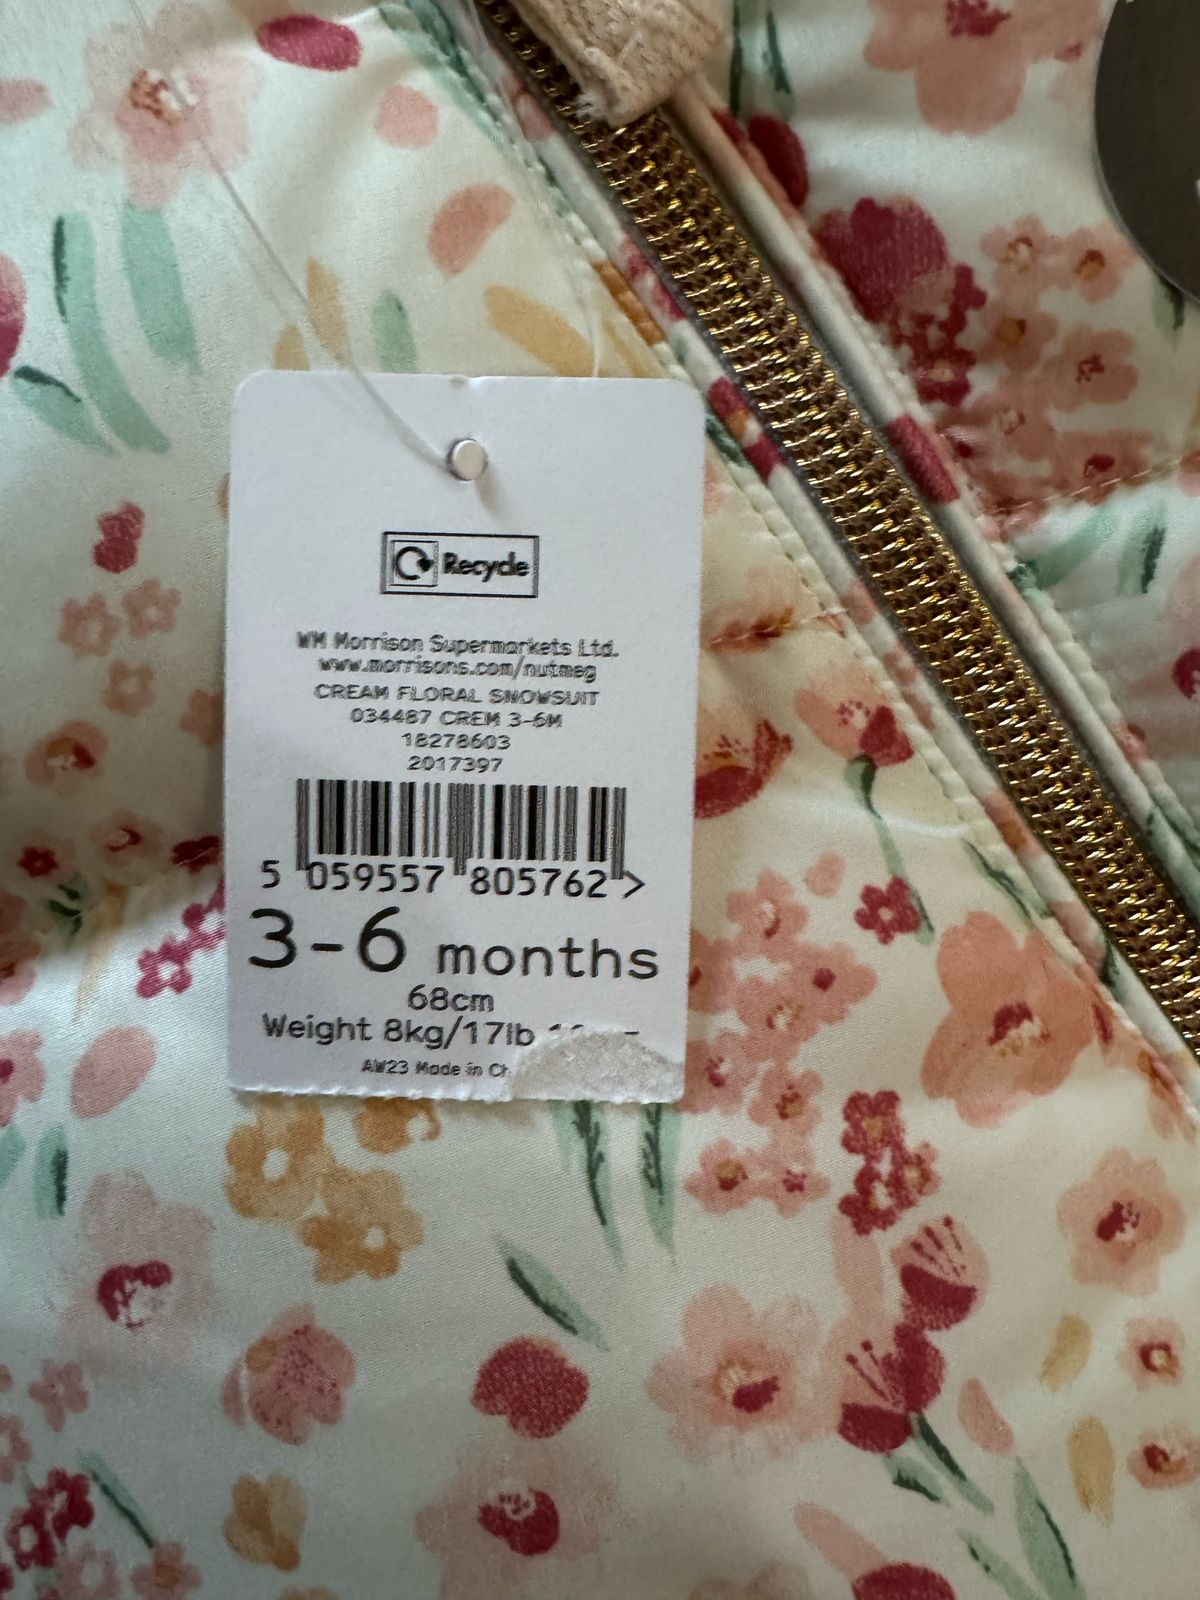 Recycle
WM Morrison Supermarkets Ltd.
www.morrisons.com/nutmeg
CREAM FLORAL SNOWSUIT
034487 CREM 3-6M
18278603
2017397
5 059557 805762 >
3-6 months
68cm
Weight 8kg/17lb
AW23 Made in